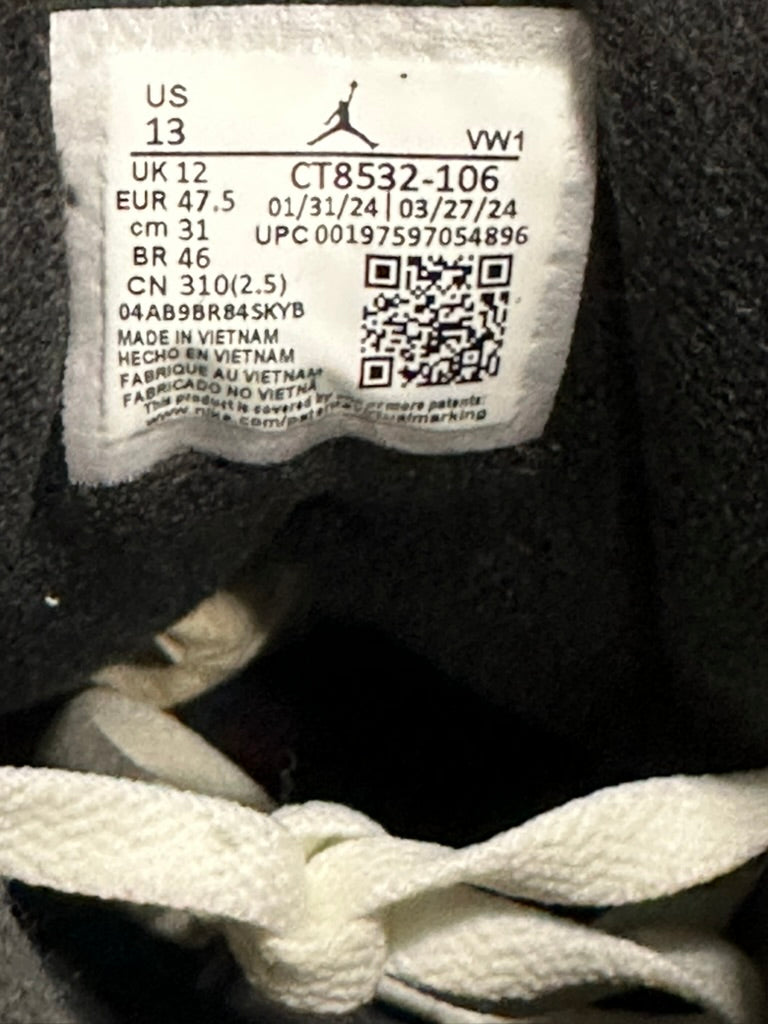 US
13
VW1
UK 12
CT8532-106
EUR 47.5
01/31/24 | 03/27/24
cm 31
UPC 00197597054896
BR 46
CN 310(2.5)
04AB9BR84SKYB
MADE IN VIETNAM
HECHO EN VIETNAM
FABRIQUE AU VIETNAM
FABRICADO NO VIETNA
This product is covered by or more patents:
www.nike.com/